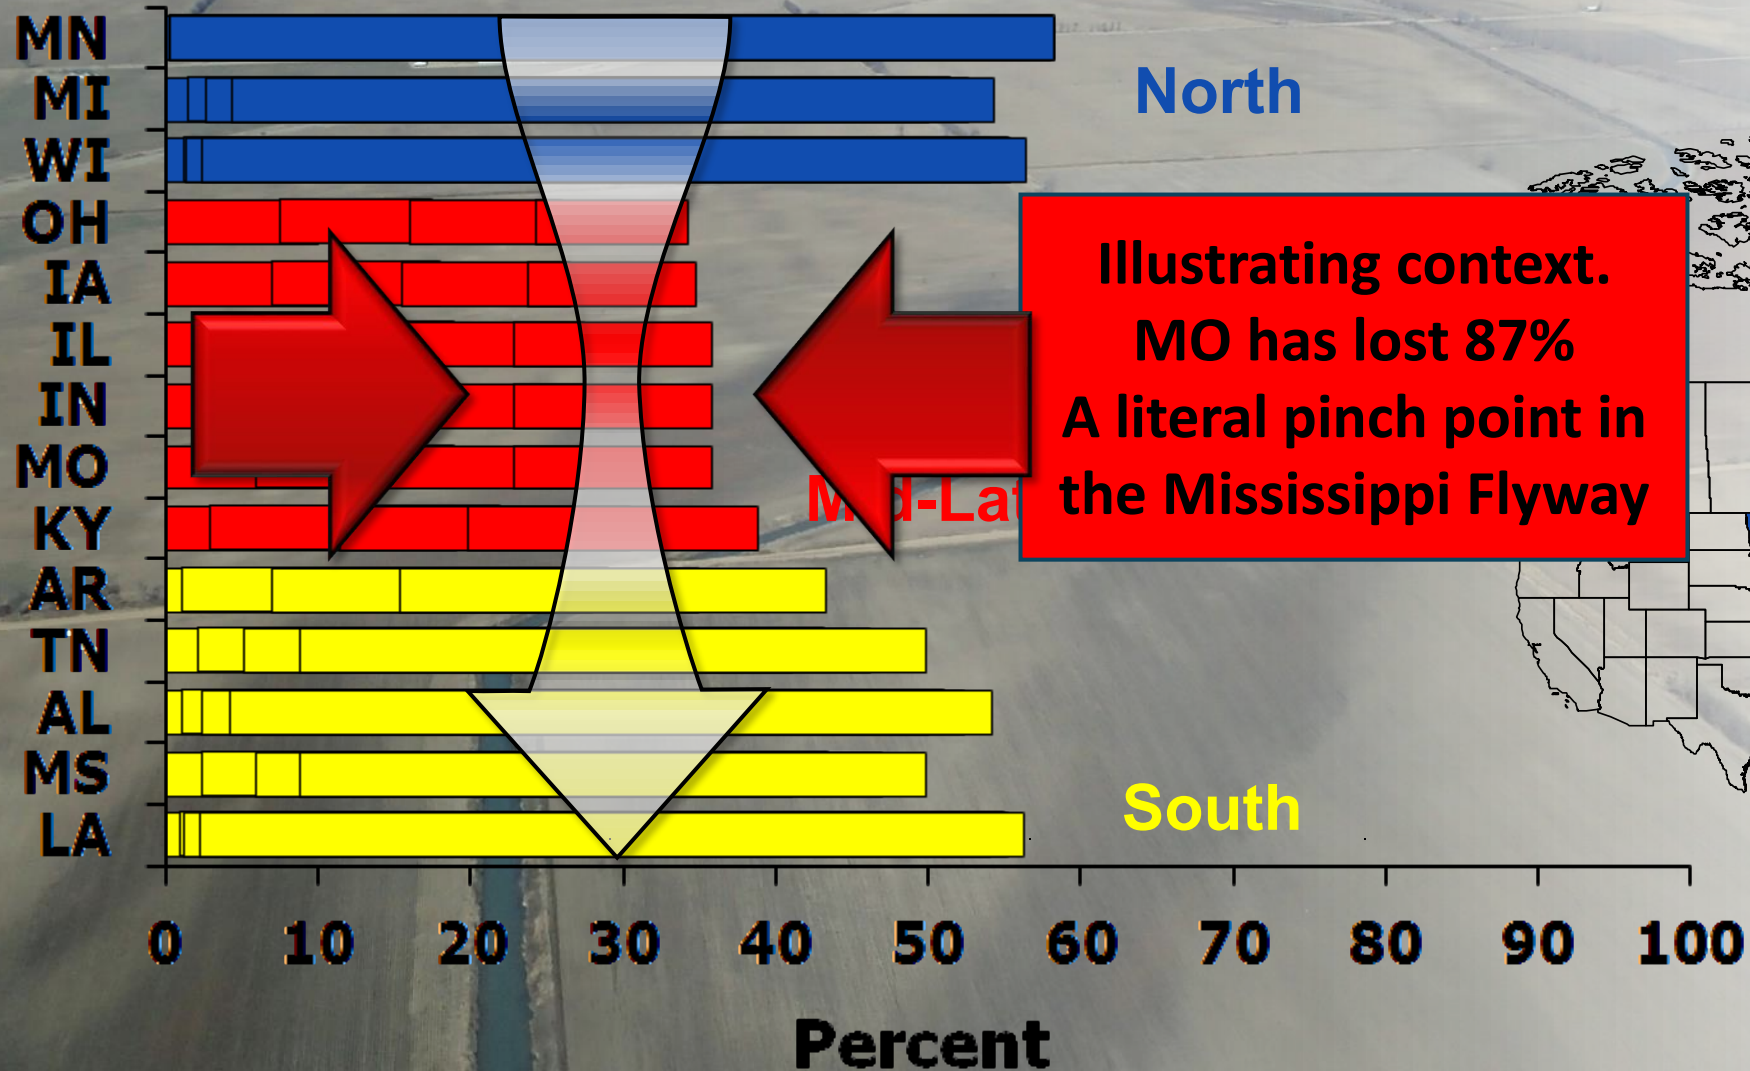 MN
MI
North
WI
OH
IA
Illustrating context.
IL
MO has lost 87%
IN
A literal pinch point in
MO
the Mississippi Flyway
KY
AR
TN
AL
MS
South
LA
0 10 20 30 40 50 60 70 80 90 100
Percent